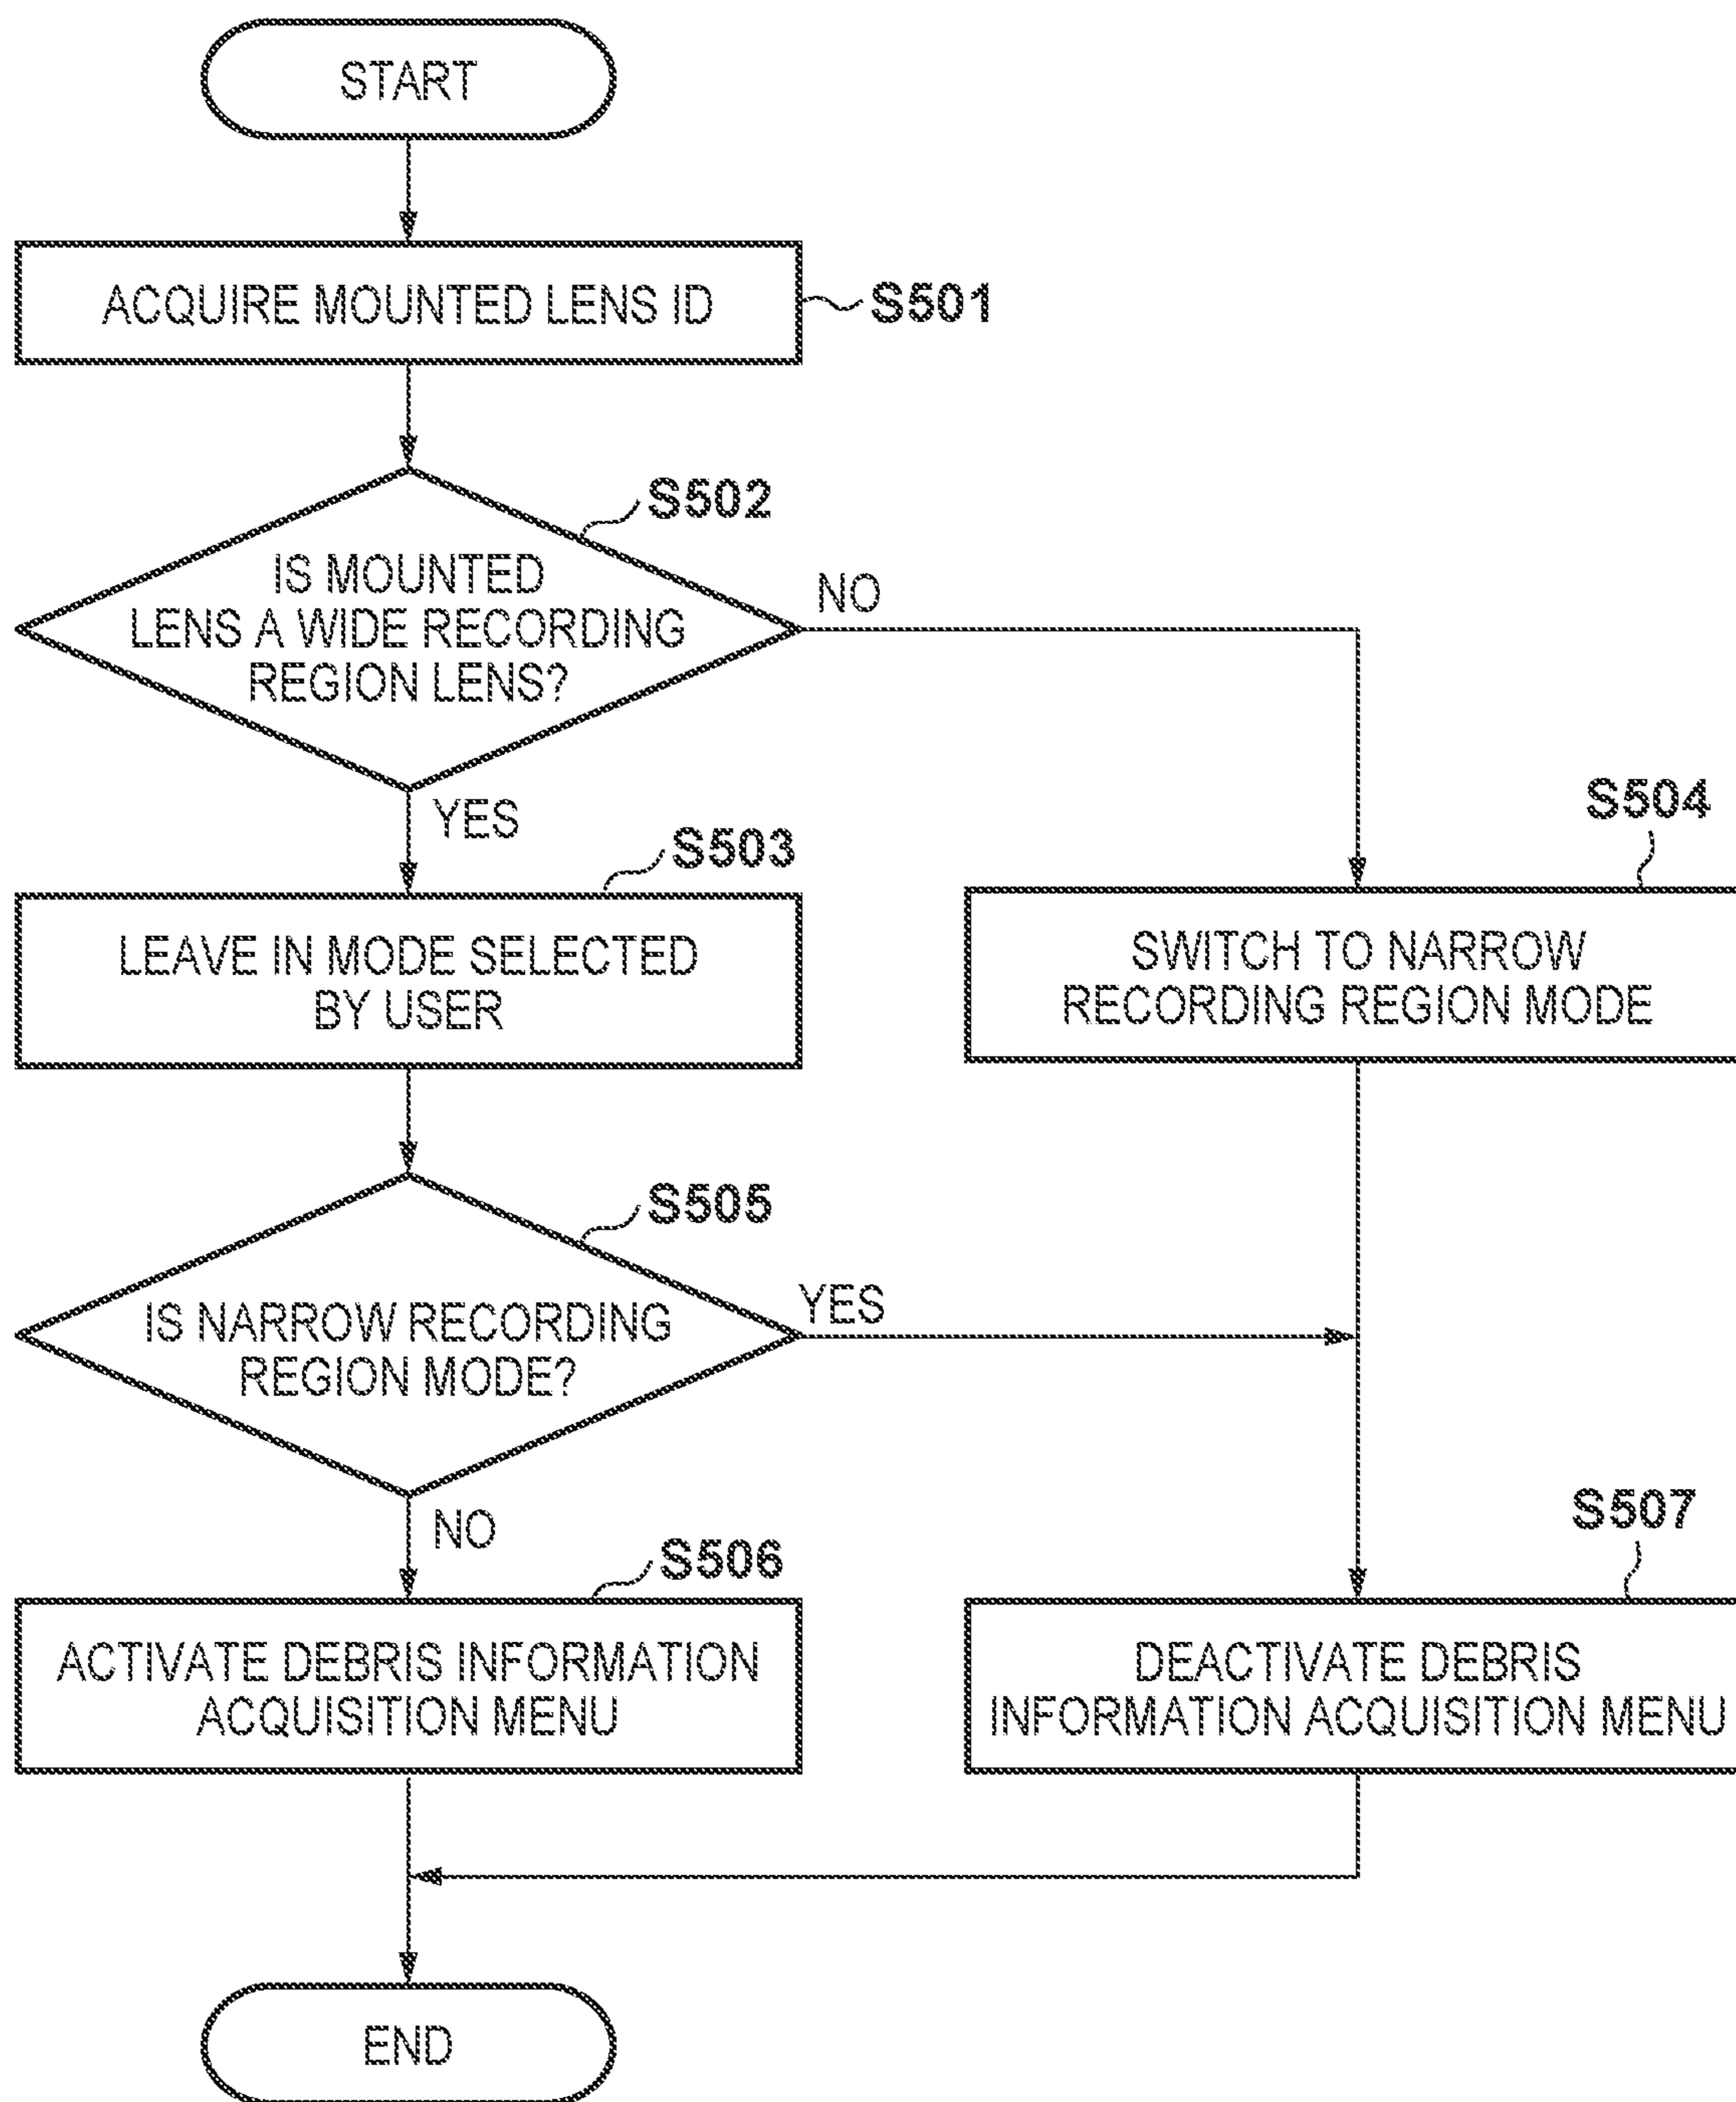 START
ACQUIRE MOUNTED LENS ID
S501
S502
IS MOUNTED
LENS A WIDE RECORDING
REGION LENS?
NO
YES
S503
S504
LEAVE IN MODE SELECTED
BY USER
SWITCH TO NARROW
RECORDING REGION MODE
S505
IS NARROW RECORDING
REGION MODE?
YES
NO
S506
S507
ACTIVATE DEBRIS INFORMATION
ACQUISITION MENU
DEACTIVATE DEBRIS
INFORMATION ACQUISITION MENU
END